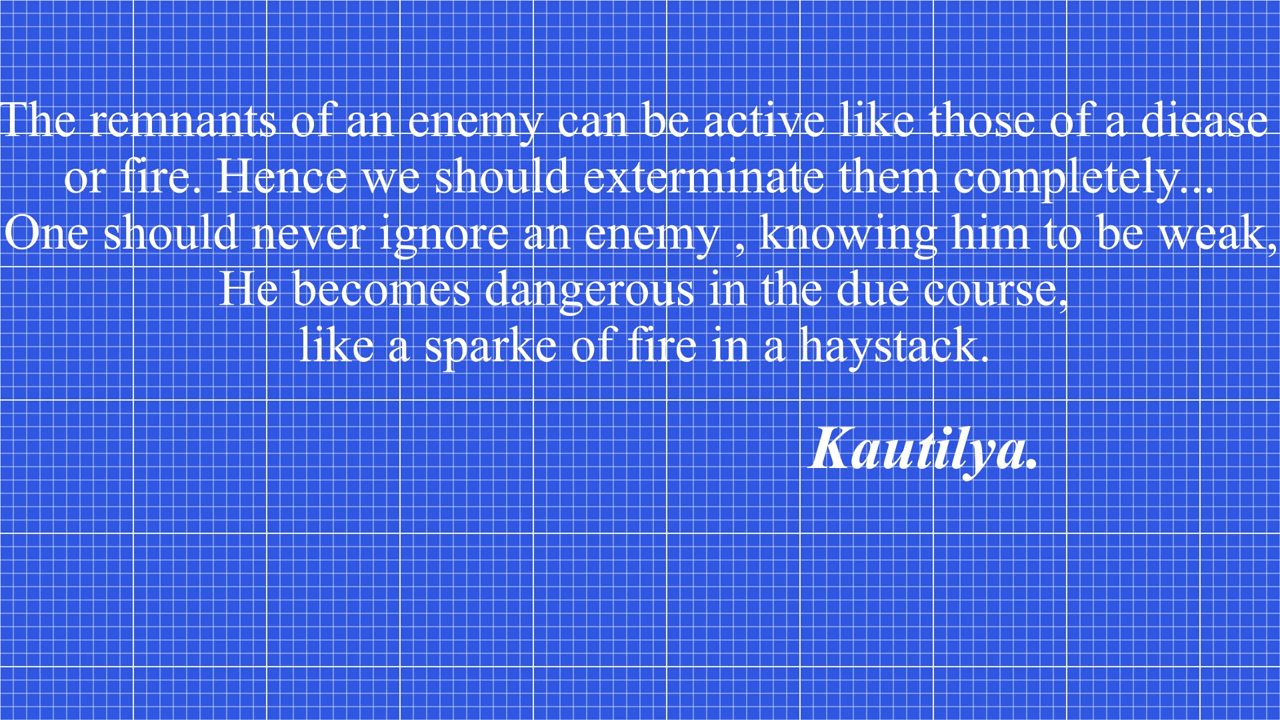 The remnants of an enemy can be active like those of a diease
or fire. Hence we should exterminate them completely...
One should never ignore an enemy , knowing him to be weak,
He becomes dangerous in the due course,
like a sparke of fire in a haystack.
Kautilya.